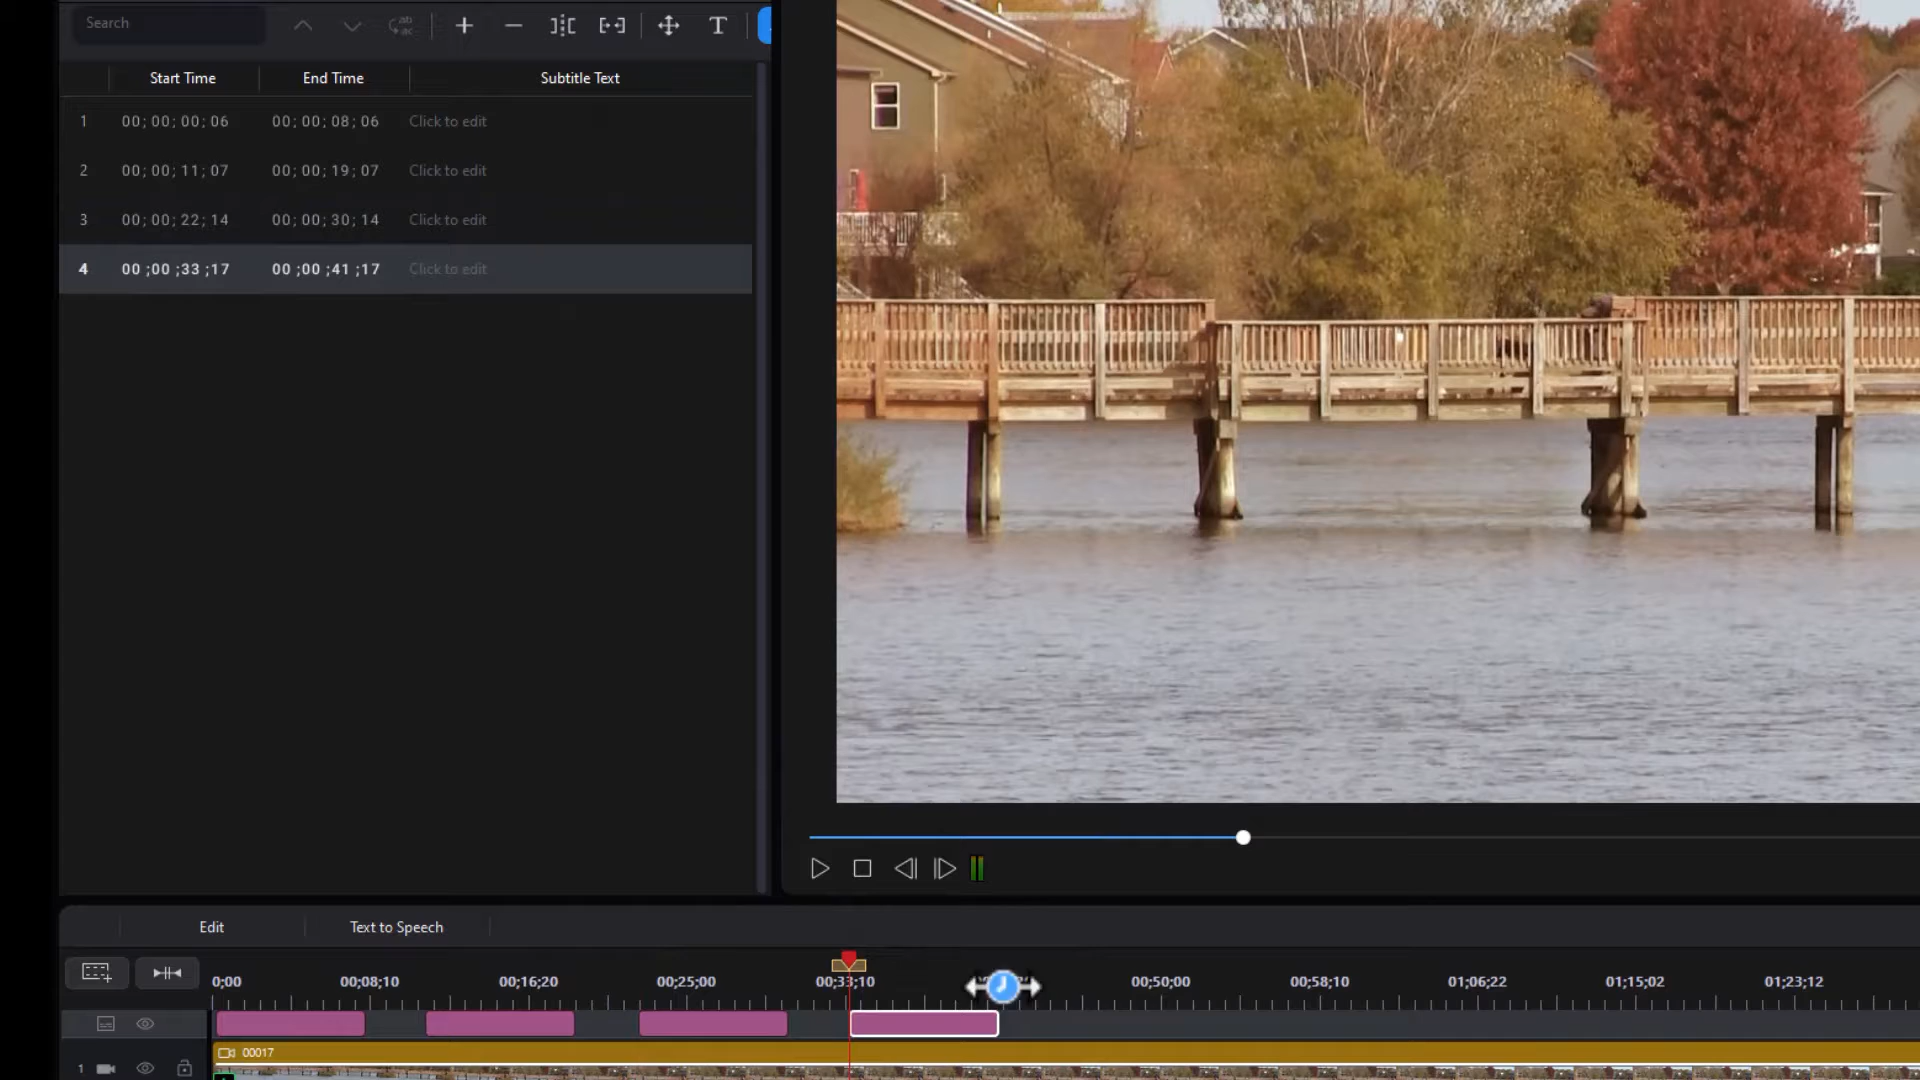 Search
T
Start Time End Time Subtitle Text
1 00; 00; 00; 06 00; 00; 08; 06 Click to edit
2 00; 00; 11; 07 00; 00; 19; 07 Click to edit
3 00; 00; 22; 14 00; 00; 30; 14 Click to edit
4 00 ;00 ;33 ;17 00 ;00 ;41 ;17 Click to edit
Edit Text to Speech
0;00 00;08;10 00;16;20 00;25;00 00;33;10 00;50;00 00;58;10 01;06;22 01;15;02 01;23;12
00017
1